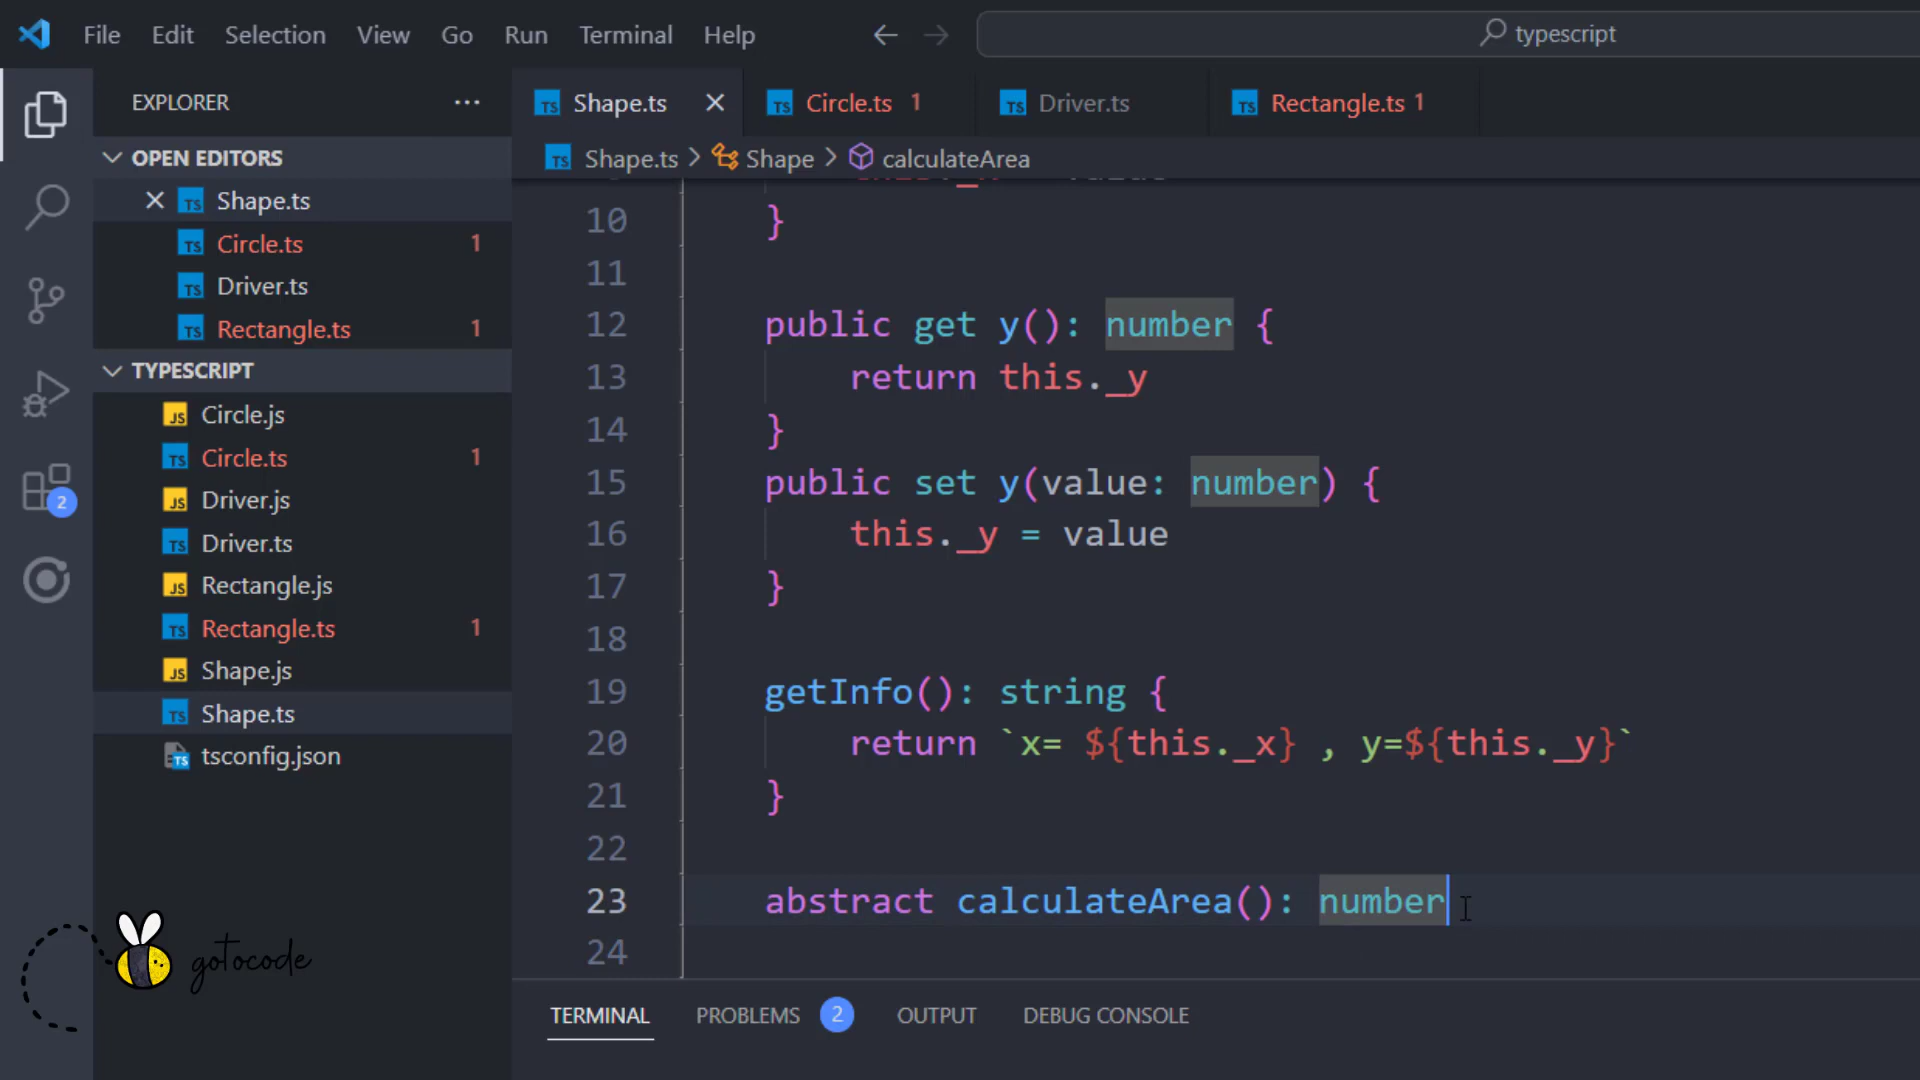 File Edit Selection View Go Run Terminal Help typescript
EXPLORER ...
Shape.ts Circle.ts 1 Driver.ts Rectangle.ts 1
OPEN EDITORS
Shape.ts > Shape > calculateArea
Shape.ts
Circle.ts 1
Driver.ts
Rectangle.ts 1
TYPESCRIPT
Circle.js
Circle.ts 1
Driver.js
Driver.ts
Rectangle.js
Rectangle.ts 1
Shape.js
Shape.ts
tsconfig.json
2
10 }
11
12 public get y(): number {
13 return this._y
14 }
15 public set y(value: number) {
16 this._y = value
17 }
18
19 getInfo(): string {
20 return `x= ${this._x} , y=${this._y}`
21 }
22
23 abstract calculateArea(): number
24
gotocode
TERMINAL PROBLEMS 2 OUTPUT DEBUG CONSOLE